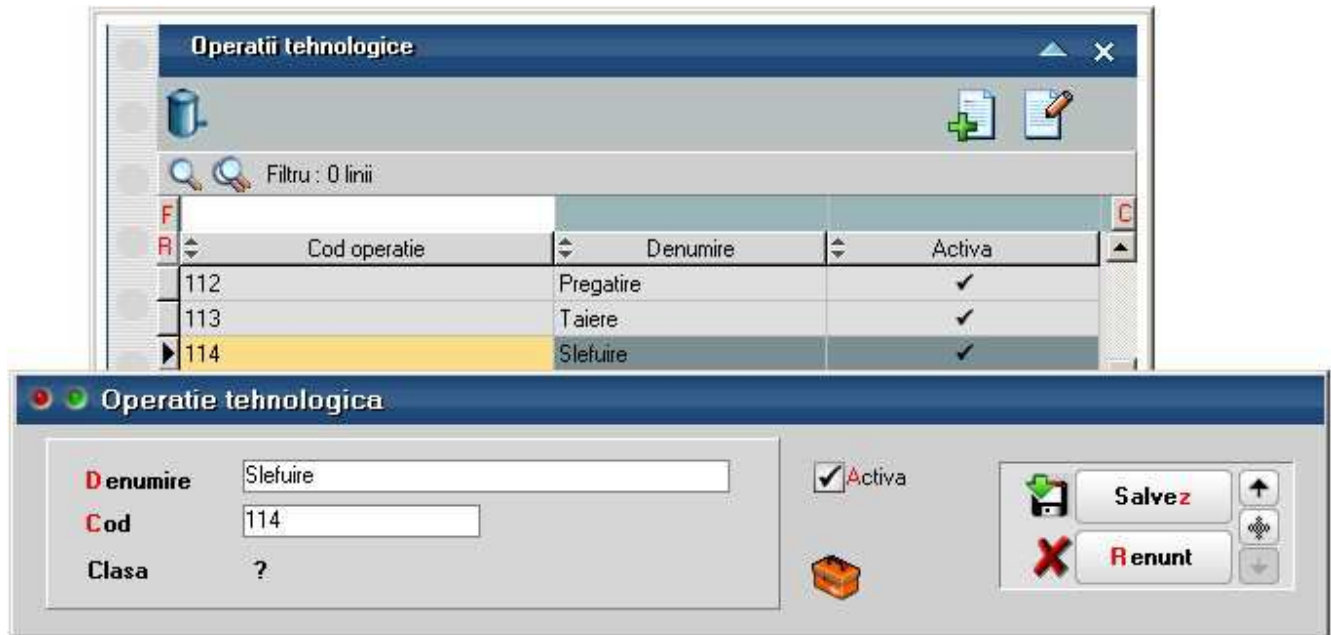 Operatii tehnologice
Filtru : 0 linii
F C
R Cod operatie Denumire Activa
112 Pregatire
113 Taiere
114 Slefuire
Operatie tehnologica
Denumire Slefuire Activa
Cod 114
Clasa ?
Salvez
Renunt